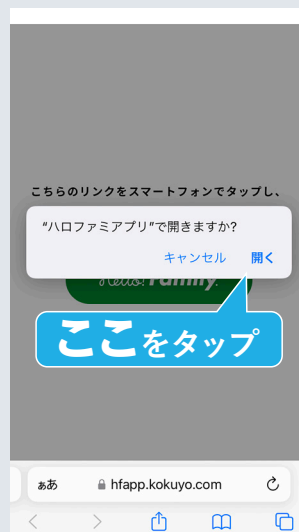 こちらのリンクをスマートフォンでタップし、
“ハロファミアプリ”で開きますか?
キャンセル 開く
Hello! Family.
ここをタップ
ぁあ hfapp.kokuyo.com